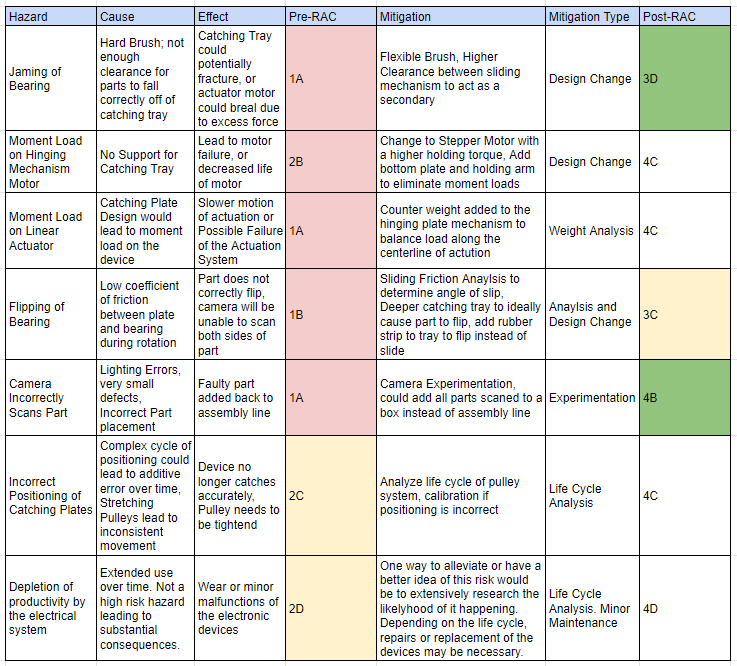 Hazard
Cause
Effect
Pre-RAC
Mitigation
Mitigation Type
Post-RAC
Jaming of
Bearing
Hard Brush; not
enough
clearance for
parts to fall
correctly off of
catching tray
Catching Tray
could
potentially
fracture, or
actuator motor
could breal due
to excess force
1A
Flexible Brush, Higher
Clearance between sliding
mechanism to act as a
secondary
Design Change
3D
Moment Load
on Hinging
Mechanism
Motor
No Support for
Catching Tray
Lead to motor
failure, or
decreased life
of motor
2B
Change to Stepper Motor with
a higher holding torque, Add
bottom plate and holding arm
to eliminate moment loads
Design Change
4C
Moment Load
on Linear
Actuator
Catching Plate
Design would
lead to moment
load on the
device
Slower motion
of actuation or
Possible Failure
of the Actuation
System
1A
Counter weight added to the
hinging plate mechanism to
balance load along the
centerline of actution
Weight Analysis
4C
Flipping of
Bearing
Low coefficient
of friction
between plate
and bearing
during rotation
Part does not
correctly flip,
camera will be
unable to scan
both sides of
part
1B
Sliding Friction Anaylsis to
determine angle of slip,
Deeper catching tray to ideally
cause part to flip, add rubber
strip to tray to flip instead of
slide
Anaylsis and
Design Change
3C
Camera
Incorrectly
Scans Part
Lighting Errors,
very small
defects,
Incorrect Part
placement
Faulty part
added back to
assembly line
1A
Camera Experimentation,
could add all parts scaned to a
box instead of assembly line
Experimentation
4B
Incorrect
Positioning of
Catching Plates
Complex cycle of
positioning could
lead to additive
error over time,
Stretching
Pulleys lead to
inconsistent
movement
Device no
longer catches
accurately,
Pulley needs to
be tightend
2C
Analyze life cycle of pulley
system, calibration if
positioning is incorrect
Life Cycle
Analysis
4C
Depletion of
productivity by
the electrical
system
Extended use
over time. Not a
high risk hazard
leading to
substantial
consequences.
Wear or minor
malfunctions of
the electronic
devices
2D
One way to alleviate or have a
better idea of this risk would
be to extensively research the
likelyhood of it happening.
Depending on the life cycle,
repairs or replacement of the
devices may be necessary.
Life Cycle
Analysis. Minor
Maintenance
4D